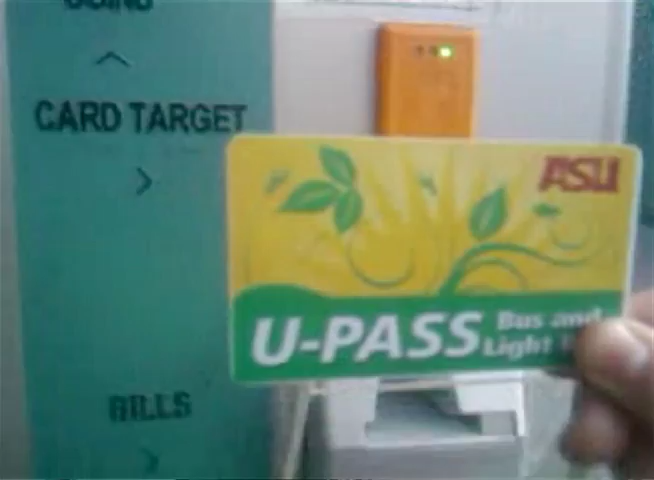 CARD TARGET
ASU
U-PASS
Bus and
Light
BILLS